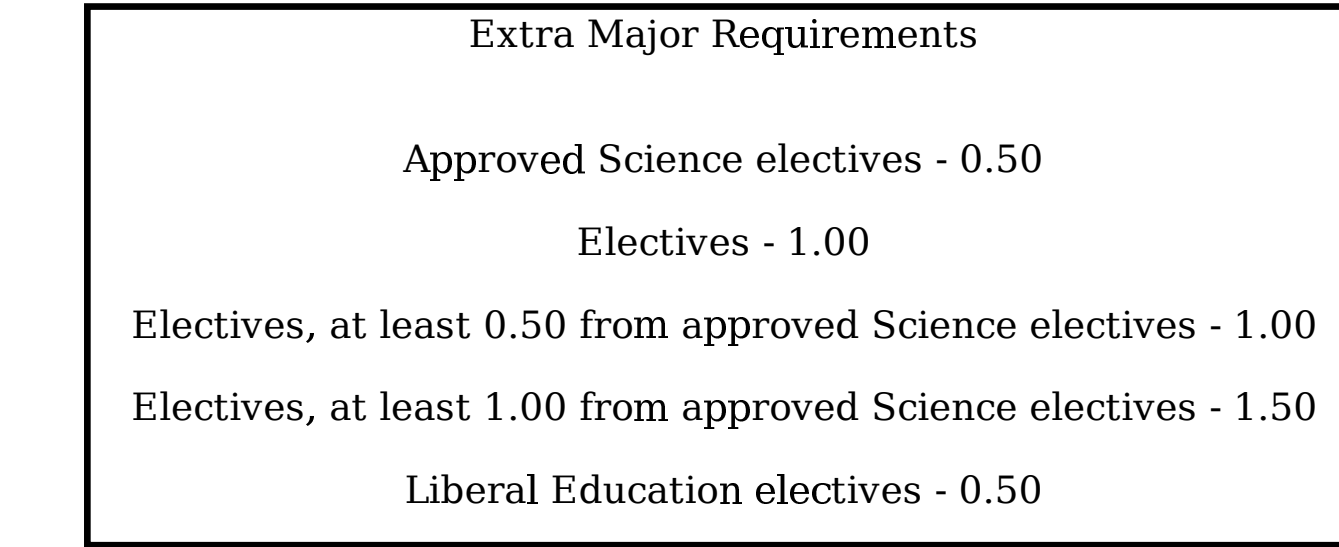 Extra Major Requirements
Approved Science electives - 0.50
Electives - 1.00
Electives, at least 0.50 from approved Science electives - 1.00
Electives, at least 1.00 from approved Science electives - 1.50
Liberal Education electives - 0.50